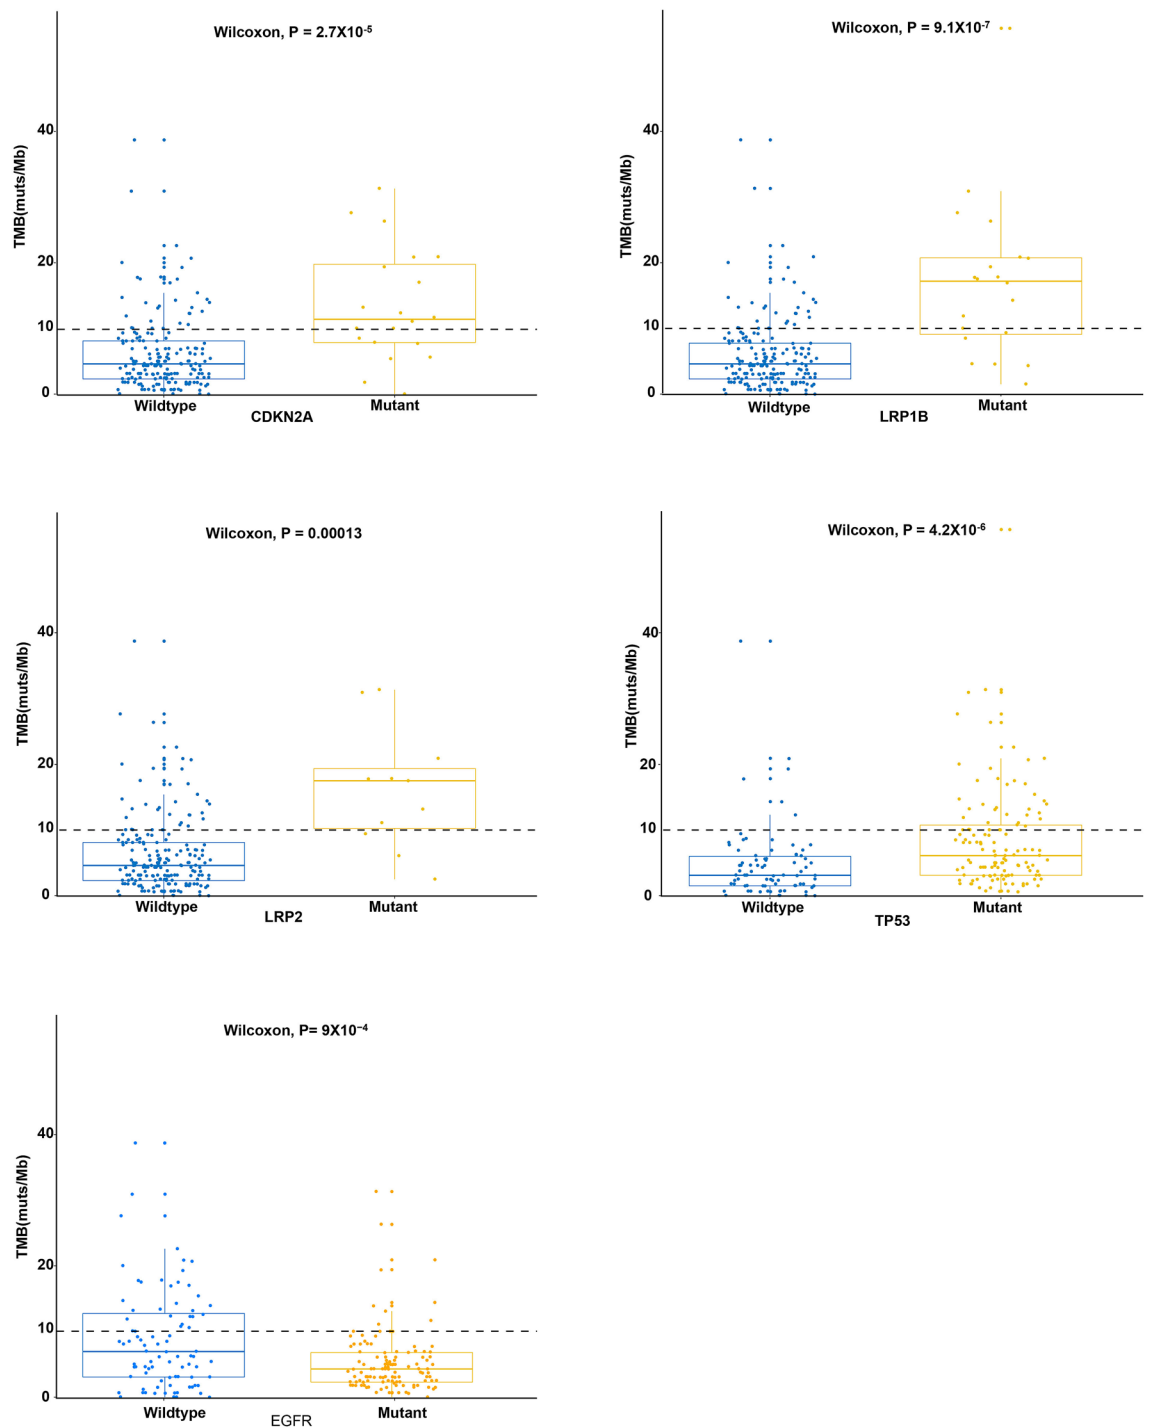 Wilcoxon, P = 2.7X10⁻⁵
TMB(muts/Mb)
40
20
10
0
Wildtype
Mutant
CDKN2A
Wilcoxon, P = 9.1X10⁻⁷
TMB(muts/Mb)
40
20
10
0
Wildtype
Mutant
LRP1B
Wilcoxon, P = 0.00013
TMB(muts/Mb)
40
20
10
0
Wildtype
Mutant
LRP2
Wilcoxon, P = 4.2X10⁻⁶
TMB(muts/Mb)
40
20
10
0
Wildtype
Mutant
TP53
Wilcoxon, P= 9X10⁻⁴
TMB(muts/Mb)
40
20
10
0
Wildtype
Mutant
EGFR